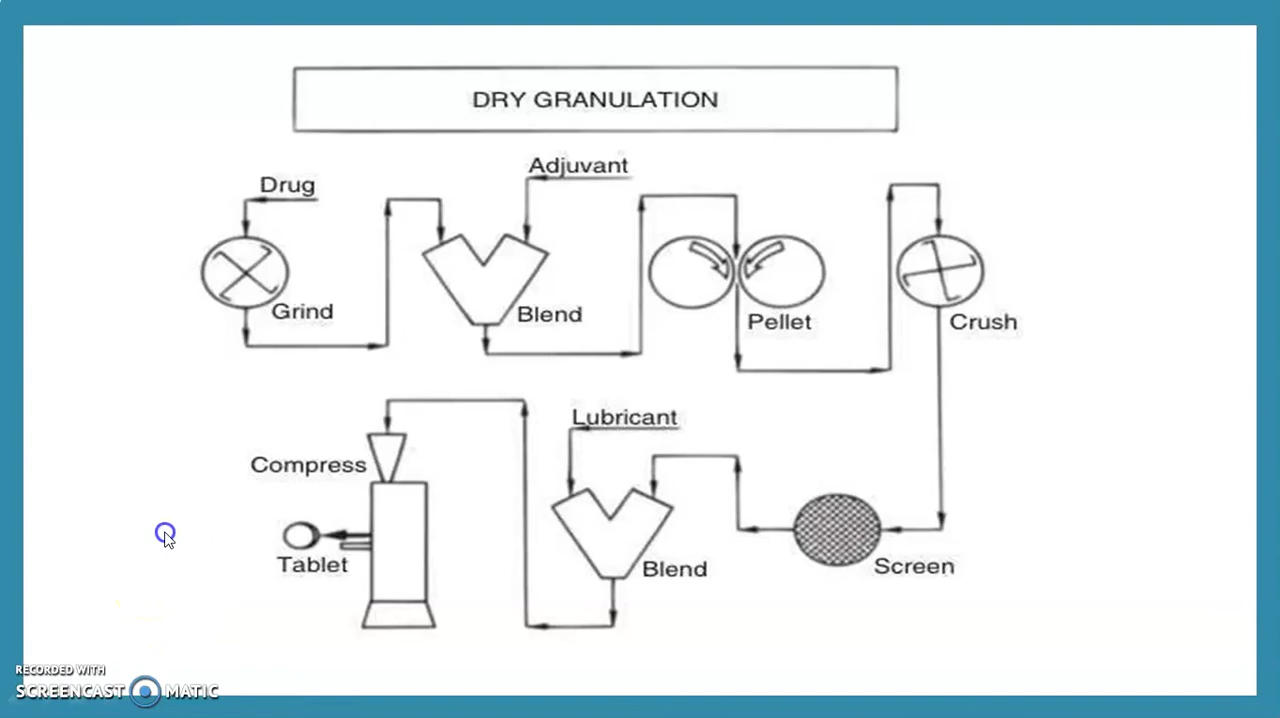 DRY GRANULATION
Adjuvant
Drug
Grind
Blend
Pellet
Crush
Lubricant
Compress
Tablet
Blend
Screen
RECORDED WITH
SCREENCAST MATIC